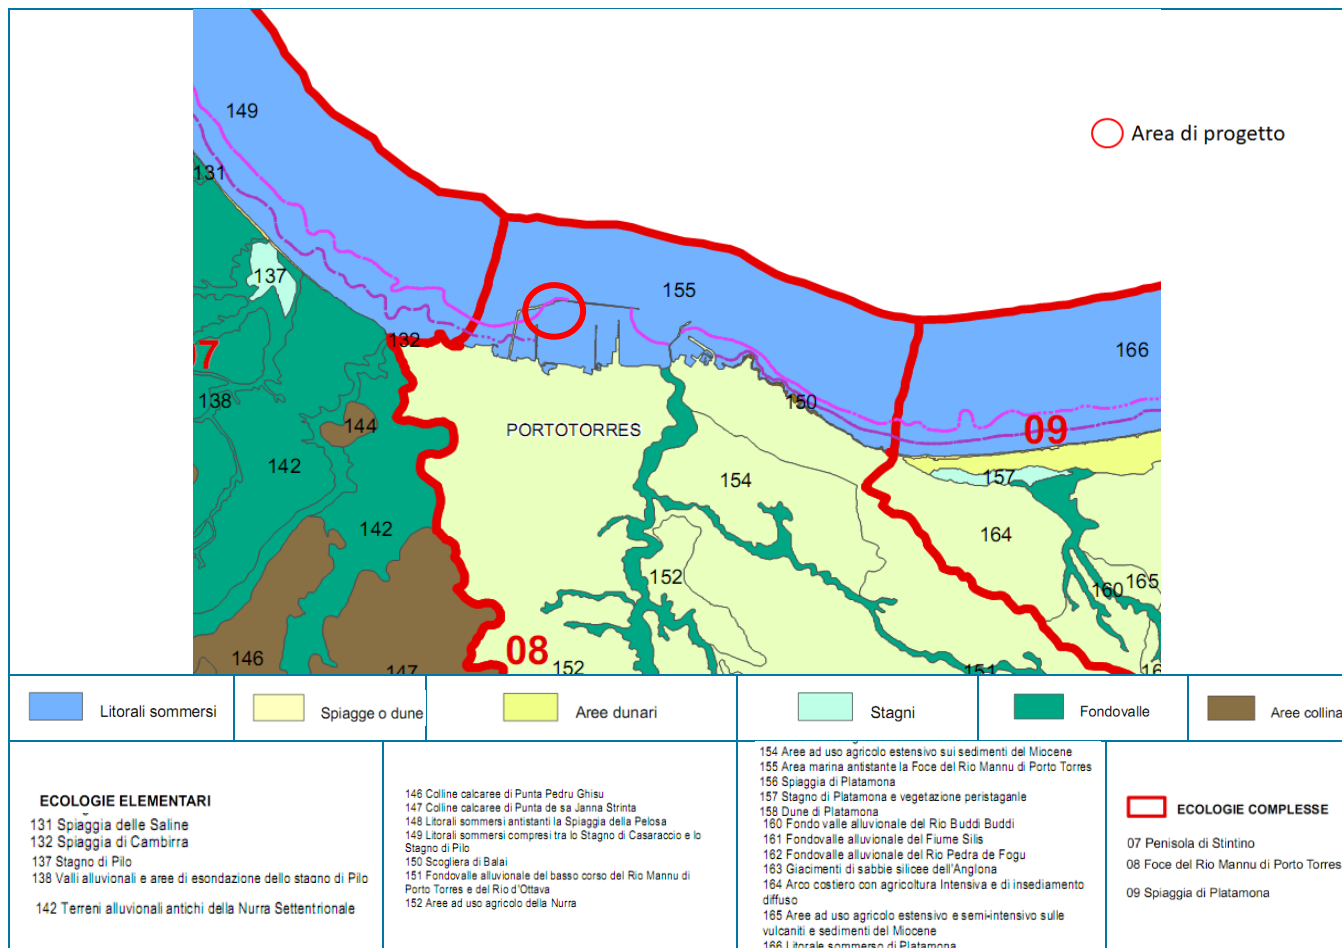 149
Area di progetto
131
137
155
132
07
166
138
150
144
09
PORTOTORRES
142
154
157
142
164
152
165
160
146
08
147
152
151
Litorali sommersi
Spiagge o dune
Aree dunari
Stagni
Fondovalle
Aree collina
ECOLOGIE ELEMENTARI
131 Spiaggia delle Saline
132 Spiaggia di Cambirra
137 Stagno di Pilo
138 Valli alluvionali e aree di esondazione dello stagno di Pilo
142 Terreni alluvionali antichi della Nurra Settentrionale
146 Colline calcaree di Punta Pedru Ghisu
147 Colline calcaree di Punta de sa Janna Strinta
148 Litorali sommersi antistanti la Spiaggia della Pelosa
149 Litorali sommersi compresi tra lo Stagno di Casaraccio e lo
Stagno di Pilo
150 Scogliera di Balai
151 Fondovalle alluvionale del basso corso del Rio Mannu di
Porto Torres e del Rio d'Ottava
152 Aree ad uso agricolo della Nurra
154 Aree ad uso agricolo estensivo sui sedimenti del Miocene
155 Area marina antistante la Foce del Rio Mannu di Porto Torres
156 Spiaggia di Platamona
157 Stagno di Platamona e vegetazione peristagnale
158 Dune di Platamona
160 Fondo valle alluvionale del Rio Buddi Buddi
161 Fondovalle alluvionale del Fiume Silis
162 Fondovalle alluvionale del Rio Pedra de Fogu
163 Giacimenti di sabbie silicee dell'Anglona
164 Arco costiero con agricoltura Intensiva e di insediamento
diffuso
165 Aree ad uso agricolo estensivo e semi-intensivo sulle
vulcaniti e sedimenti del Miocene
166 Litorale sommerso di Platamona
ECOLOGIE COMPLESSE
07 Penisola di Stintino
08 Foce del Rio Mannu di Porto Torres
09 Spiaggia di Platamona